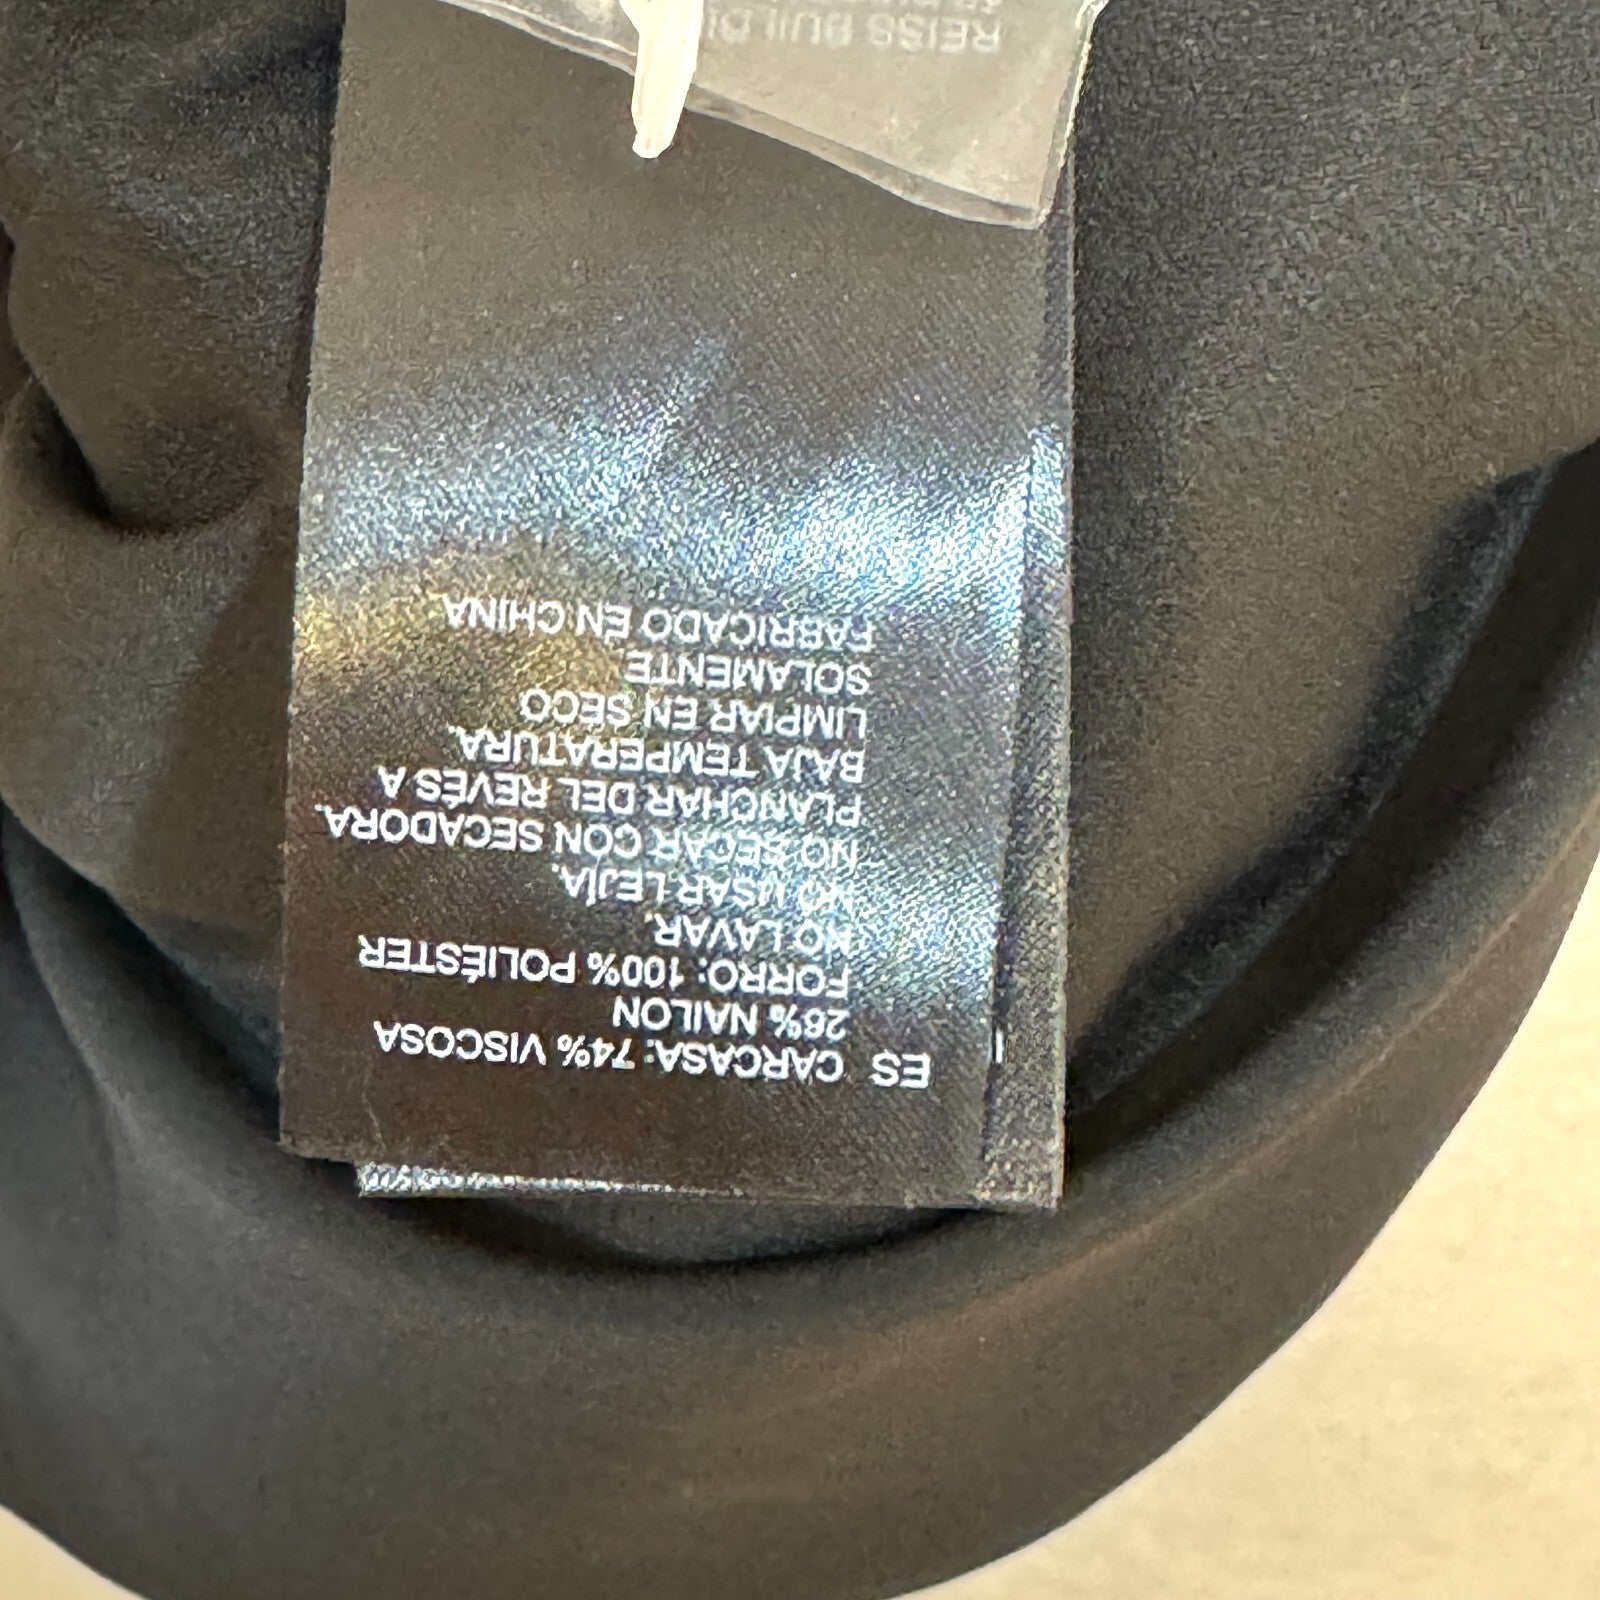 ES CARCASA: 74% VISCOSA
26% NAILON
FORRO: 100% POLIÉSTER
NO LAVAR.
NO USAR LEJÍA.
NO SECAR CON SECADORA.
PLANCHAR DEL REVÉS A
BAJA TEMPERATURA.
LIMPIAR EN SECO
SOLAMENTE
FABRICADO EN CHINA
REISS